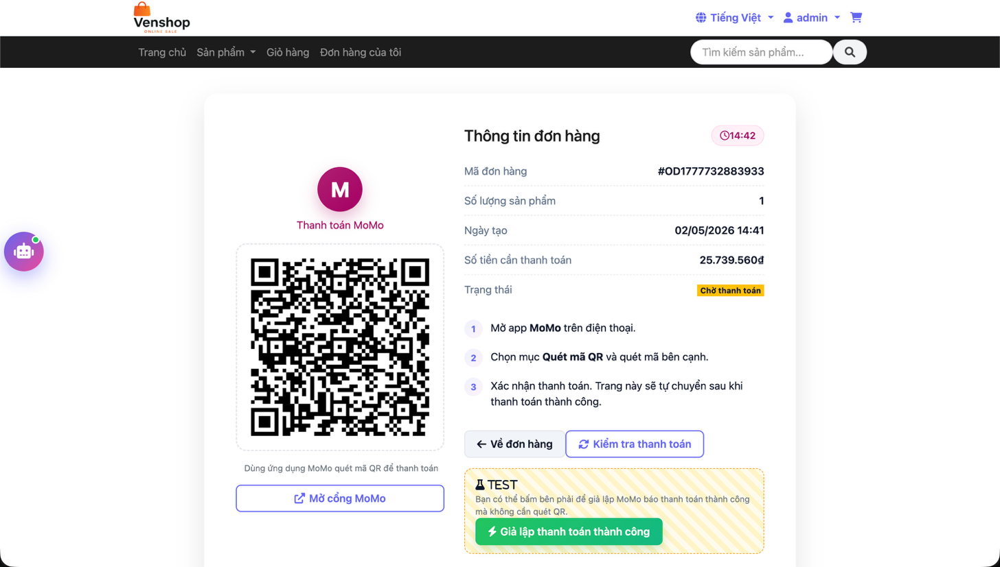 Venshop
ONLINE SALE
Tiếng Việt
admin
Trang chủ
Sản phẩm
Giỏ hàng
Đơn hàng của tôi
Tìm kiếm sản phẩm...
M
Thanh toán MoMo
Dùng ứng dụng MoMo quét mã QR để thanh toán
Mở cổng MoMo
Thông tin đơn hàng
14:42
Mã đơn hàng
#OD1777732883933
Số lượng sản phẩm
1
Ngày tạo
02/05/2026 14:41
Số tiền cần thanh toán
25.739.560₫
Trạng thái
Chờ thanh toán
1
Mở app MoMo trên điện thoại.
2
Chọn mục Quét mã QR và quét mã bên cạnh.
3
Xác nhận thanh toán. Trang này sẽ tự chuyển sau khi
thanh toán thành công.
Về đơn hàng
Kiểm tra thanh toán
TEST
Bạn có thể bấm bên phải để giả lập MoMo báo thanh toán thành công
mà không cần quét QR.
Giả lập thanh toán thành công